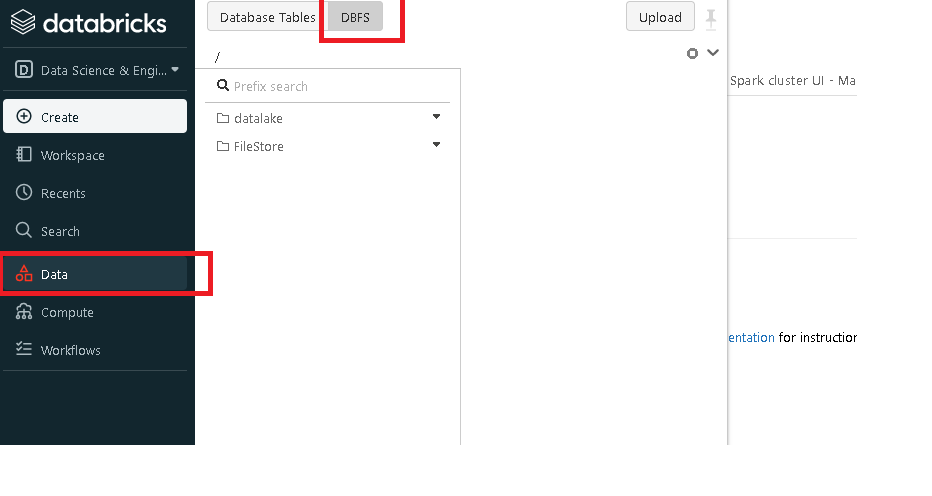 databricks
Data Science & Engi...
Create
Workspace
Recents
Search
Data
Compute
Workflows
Database Tables
DBFS
Upload
/
Prefix search
datalake
FileStore
Spark cluster UI - Ma
entation for instruction